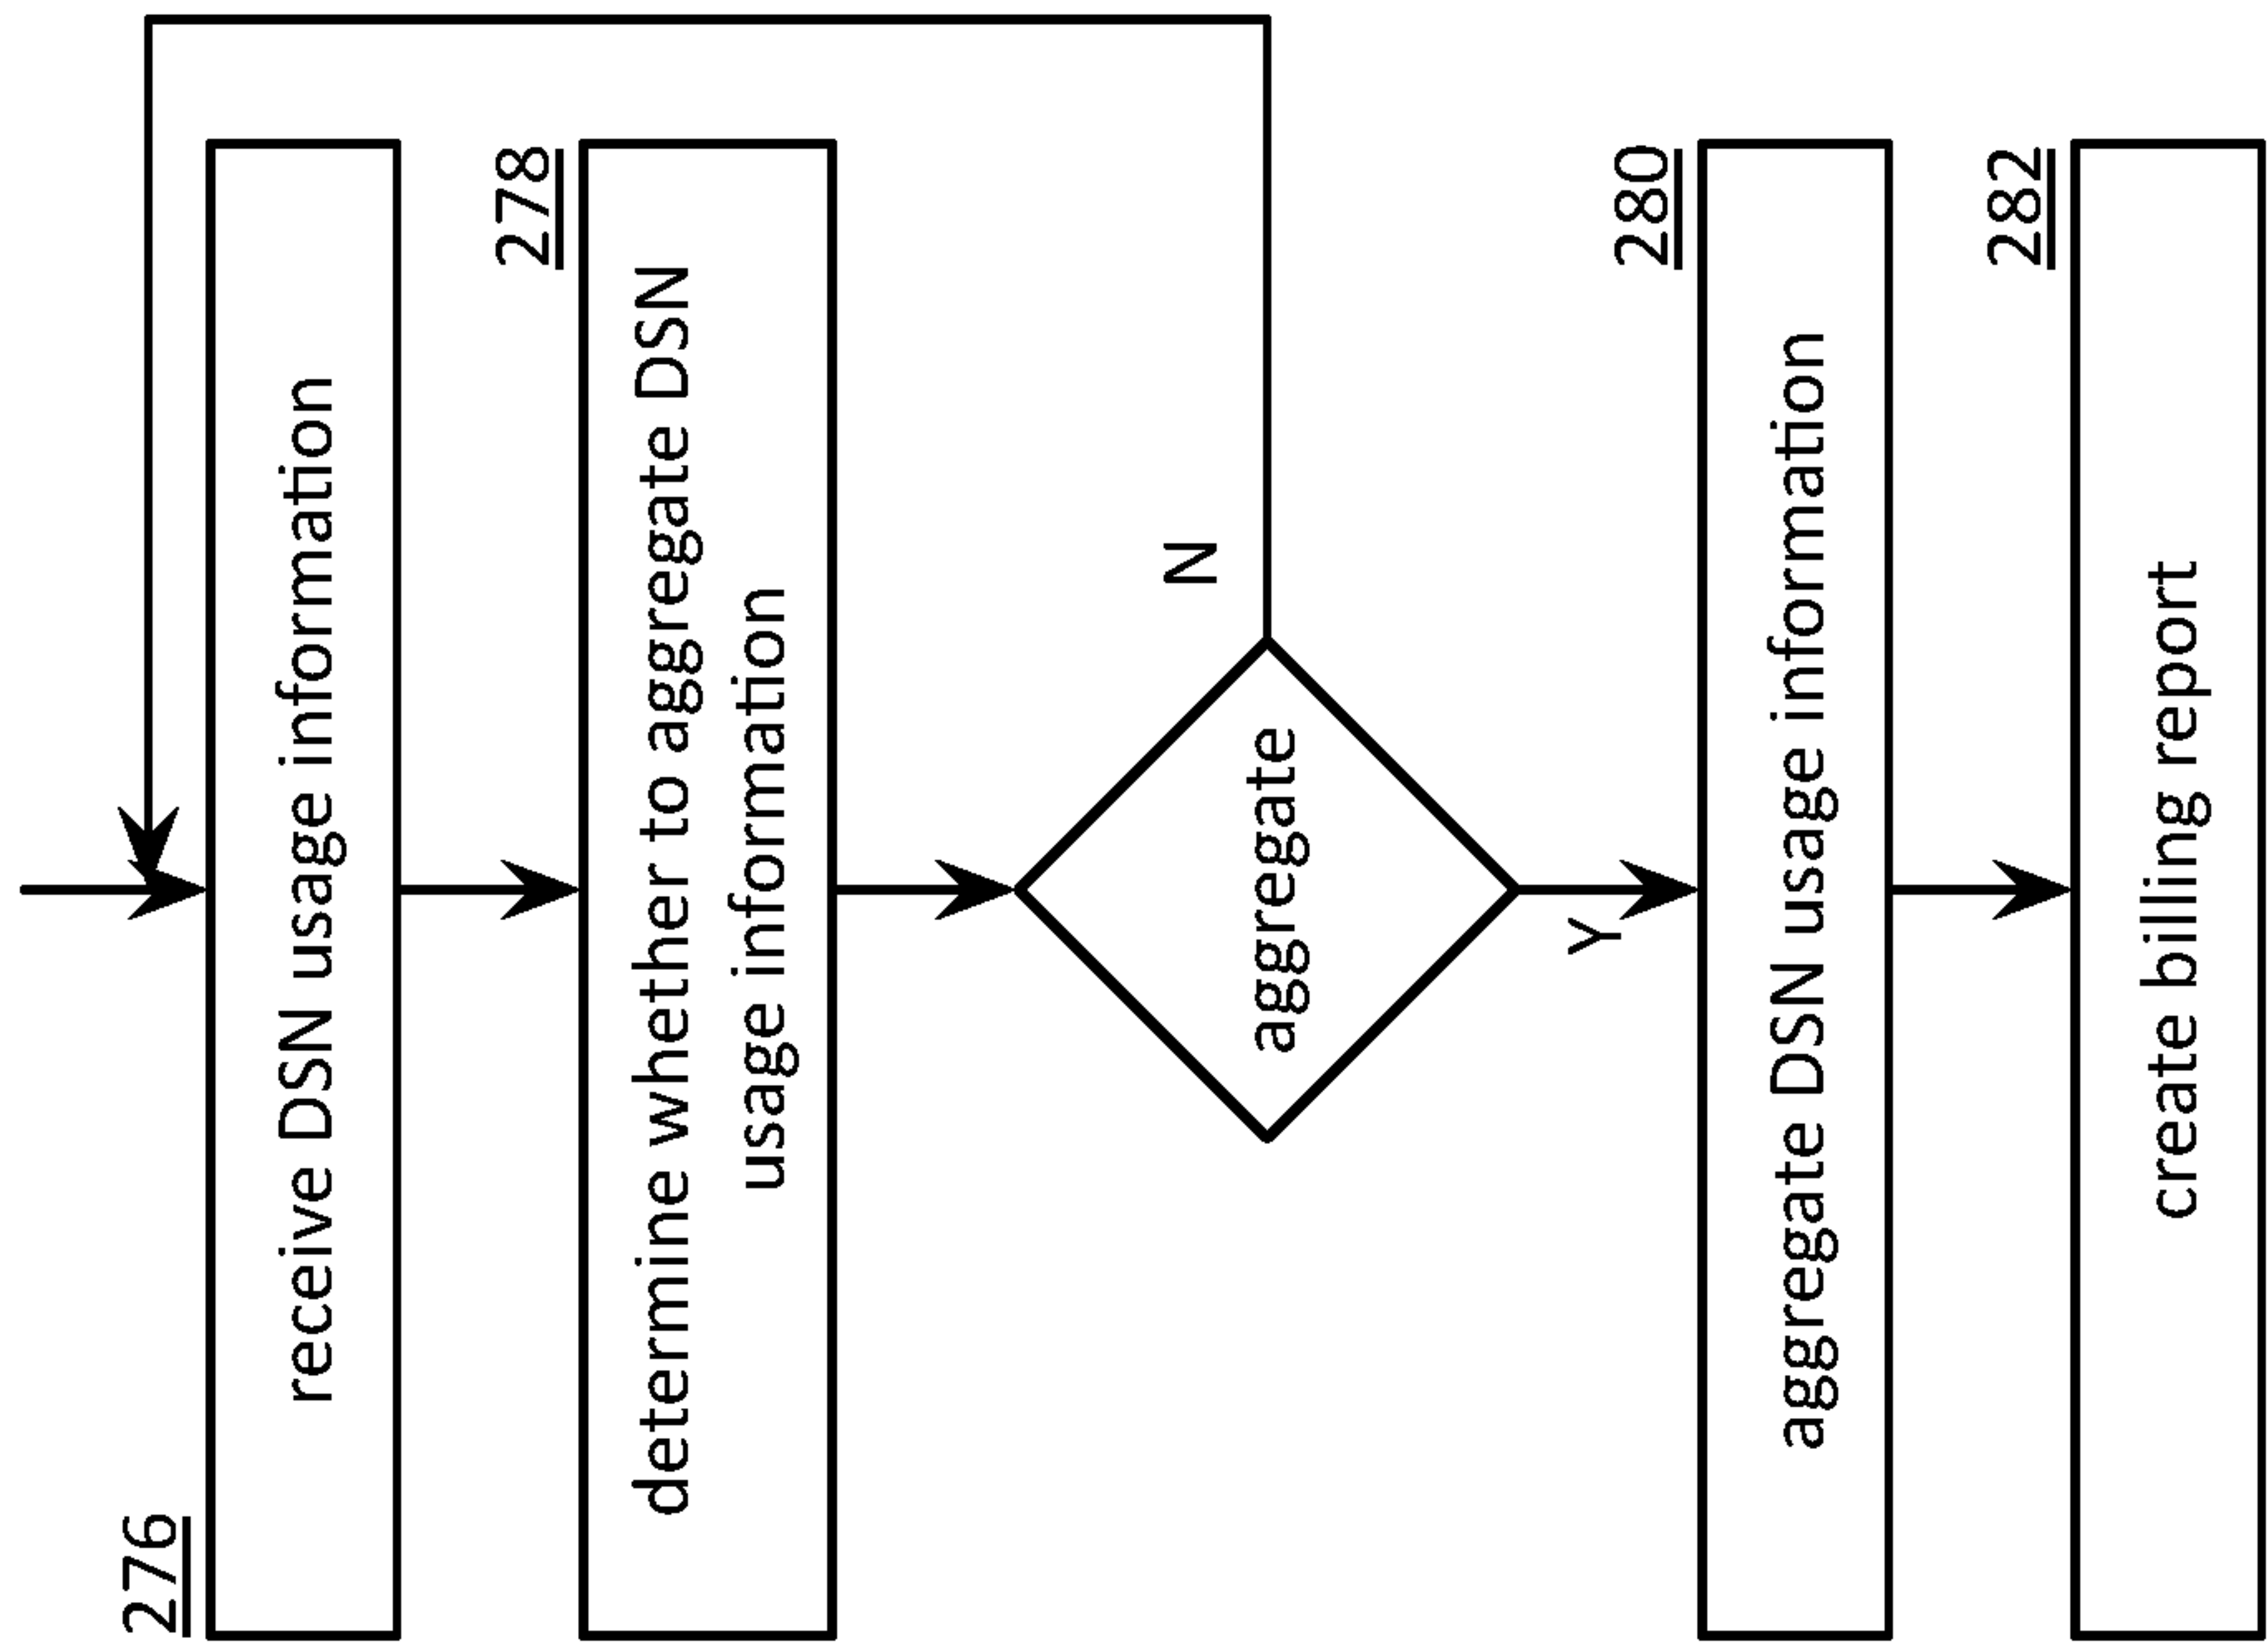 276
receive DSN usage information
278
determine whether to aggregate DSN
usage information
aggregate
N
Y
280
aggregate DSN usage information
282
create billing report